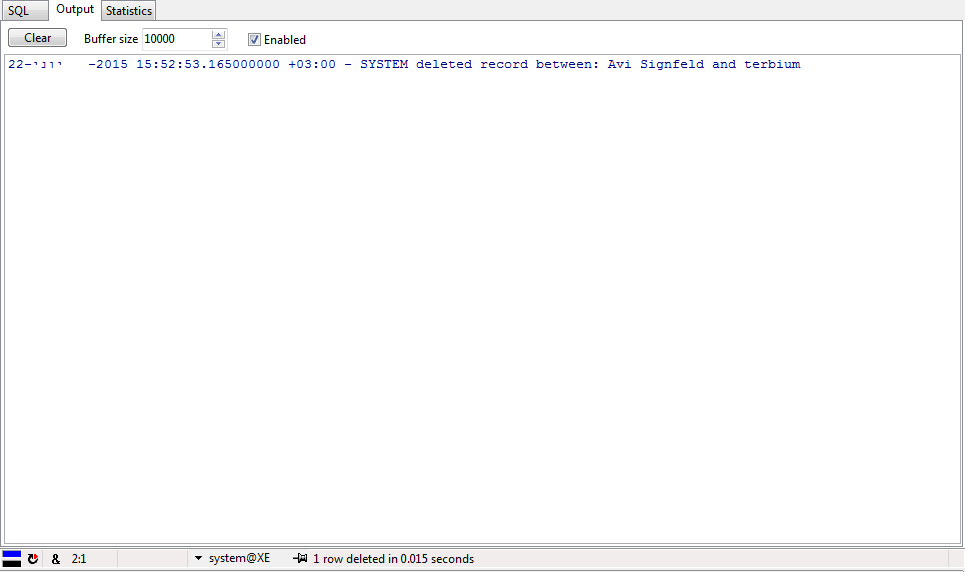 SQL Output Statistics
Clear Buffer size 10000 Enabled
22-יוני -2015 15:52:53.165000000 +03:00 - SYSTEM deleted record between: Avi Signfeld and terbium
& 2:1 system@XE 1 row deleted in 0.015 seconds